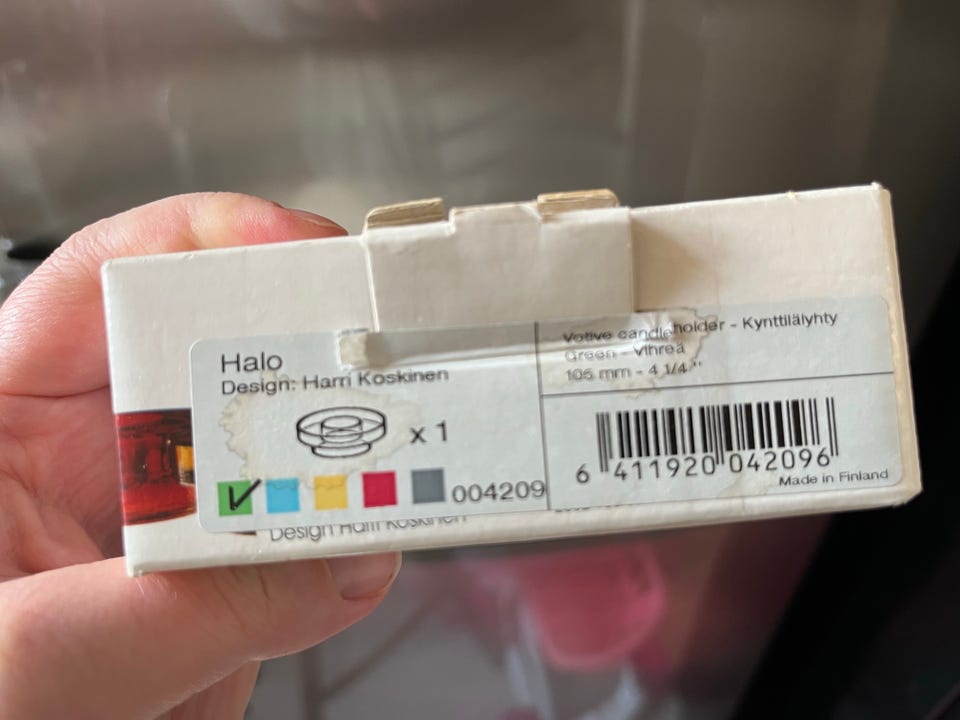 Halo
Design: Harri Koskinen
x 1
004209
Votive candleholder - Kynttilälyhty
Green - Vihreä
105 mm - 4 1/4 "
6 411920 042096
Made in Finland
Design Harri Koskinen